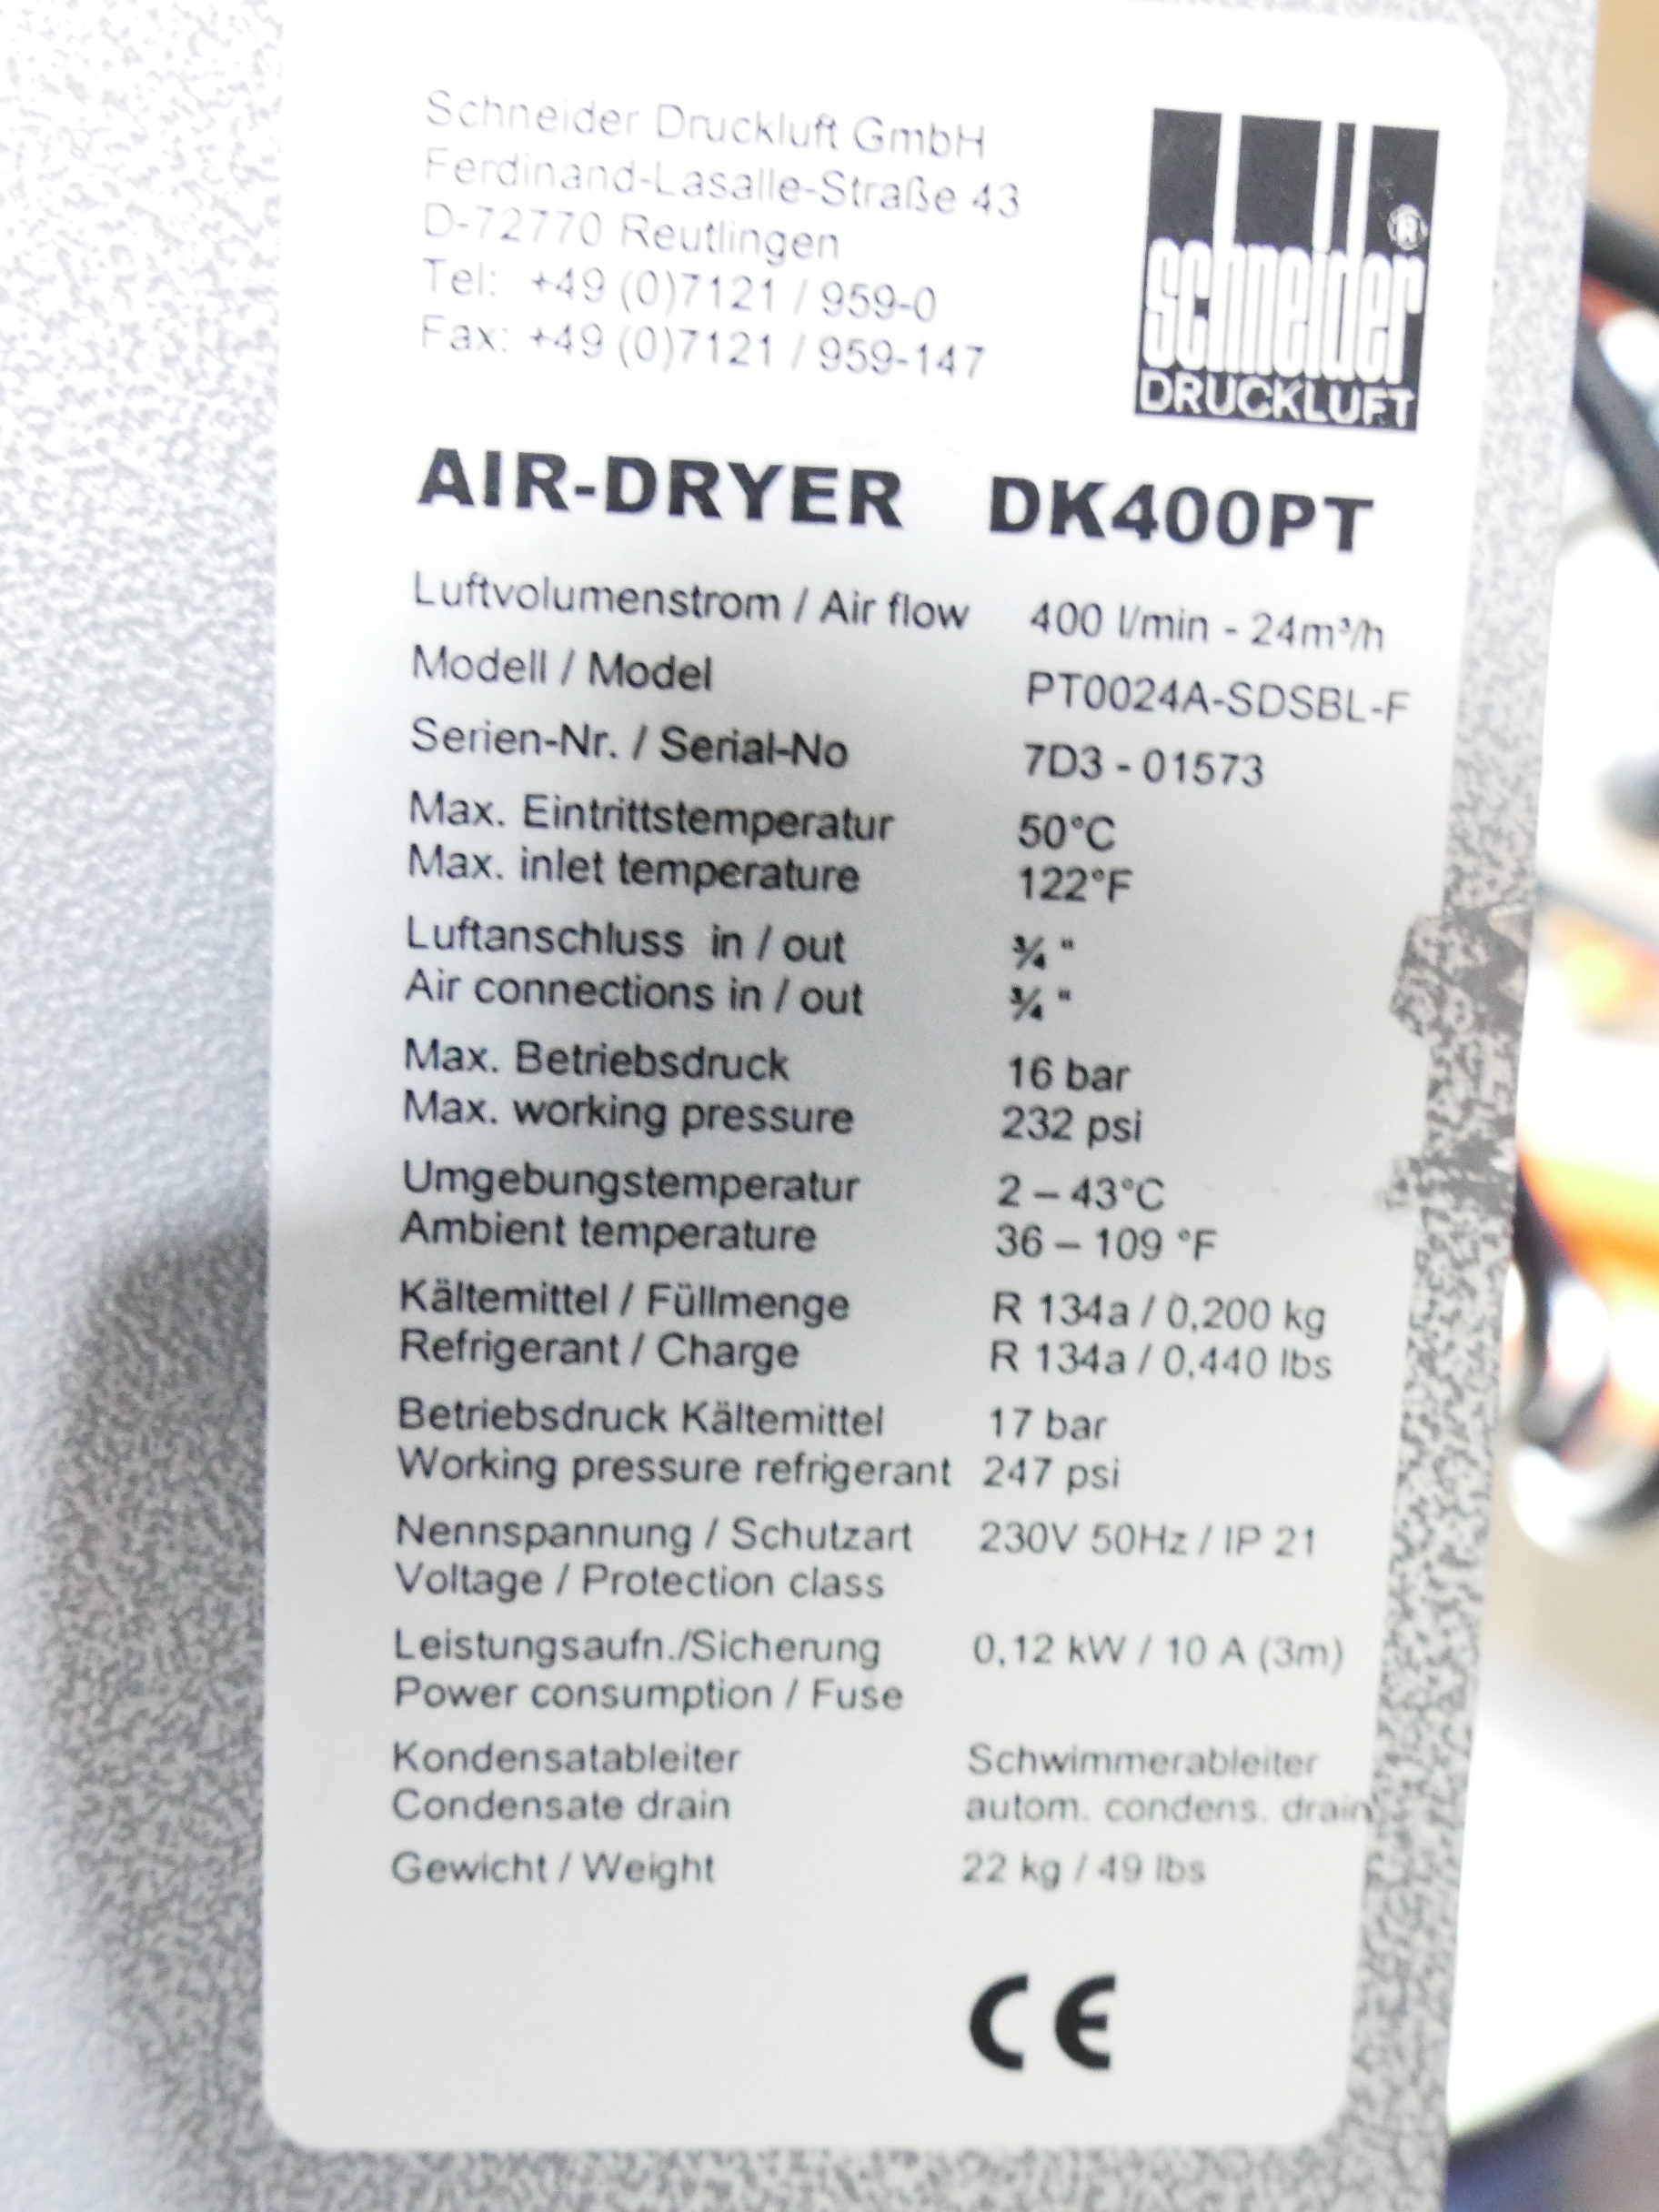 Schneider Druckluft GmbH
Ferdinand-Lasalle-Straße 43
D-72770 Reutlingen
Tel: +49 (0)7121 / 959-0
Fax: +49 (0)7121 / 959-147
schneider ®
DRUCKLUFT
AIR-DRYER DK400PT
Luftvolumenstrom / Air flow 400 l/min - 24m³/h
Modell / Model PT0024A-SDSBL-F
Serien-Nr. / Serial-No 7D3 - 01573
Max. Eintrittstemperatur 50°C
Max. inlet temperature 122°F
Luftanschluss in / out ¾ "
Air connections in / out ¾ "
Max. Betriebsdruck 16 bar
Max. working pressure 232 psi
Umgebungstemperatur 2 – 43°C
Ambient temperature 36 – 109 °F
Kältemittel / Füllmenge R 134a / 0,200 kg
Refrigerant / Charge R 134a / 0,440 lbs
Betriebsdruck Kältemittel 17 bar
Working pressure refrigerant 247 psi
Nennspannung / Schutzart 230V 50Hz / IP 21
Voltage / Protection class
Leistungsaufn./Sicherung 0,12 kW / 10 A (3m)
Power consumption / Fuse
Kondensatableiter Schwimmerableiter
Condensate drain autom. condens. drain
Gewicht / Weight 22 kg / 49 lbs
CE